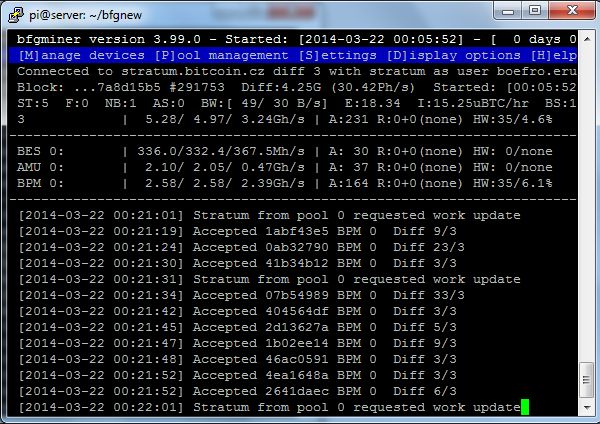 pi@server: ~/bfgnew
bfgminer version 3.99.0 - Started: [2014-03-22 00:05:52] - [  0 days 0
[M]anage devices [P]ool management [S]ettings [D]isplay options [H]elp
Connected to stratum.bitcoin.cz diff 3 with stratum as user boefro.eru
Block: ...7a8d15b5 #291753  Diff:4.25G (30.42Ph/s)  Started: [00:05:52
ST:5  F:0  NB:1  AS:0  BW:[ 49/ 30 B/s]  E:18.34  I:15.25uBTC/hr  BS:1
3            |  5.28/ 4.97/ 3.24Gh/s | A:231 R:0+0(none) HW:35/4.6%
BES 0:       | 336.0/332.4/367.5Mh/s | A: 30 R:0+0(none) HW: 0/none
AMU 0:       |  2.10/ 2.05/ 0.47Gh/s | A: 37 R:0+0(none) HW: 0/none
BPM 0:       |  2.58/ 2.58/ 2.39Gh/s | A:164 R:0+0(none) HW:35/6.1%
[2014-03-22 00:21:01] Stratum from pool 0 requested work update
[2014-03-22 00:21:19] Accepted 1abf43e5 BPM 0  Diff 9/3
[2014-03-22 00:21:24] Accepted 0ab32790 BPM 0  Diff 23/3
[2014-03-22 00:21:30] Accepted 41b34b12 BPM 0  Diff 3/3
[2014-03-22 00:21:31] Stratum from pool 0 requested work update
[2014-03-22 00:21:34] Accepted 07b54989 BPM 0  Diff 33/3
[2014-03-22 00:21:42] Accepted 404564df BPM 0  Diff 3/3
[2014-03-22 00:21:45] Accepted 2d13627a BPM 0  Diff 5/3
[2014-03-22 00:21:47] Accepted 1b02ee14 BPM 0  Diff 9/3
[2014-03-22 00:21:48] Accepted 46ac0591 BPM 0  Diff 3/3
[2014-03-22 00:21:52] Accepted 4ea1648a BPM 0  Diff 3/3
[2014-03-22 00:21:52] Accepted 2641daec BPM 0  Diff 6/3
[2014-03-22 00:22:01] Stratum from pool 0 requested work update